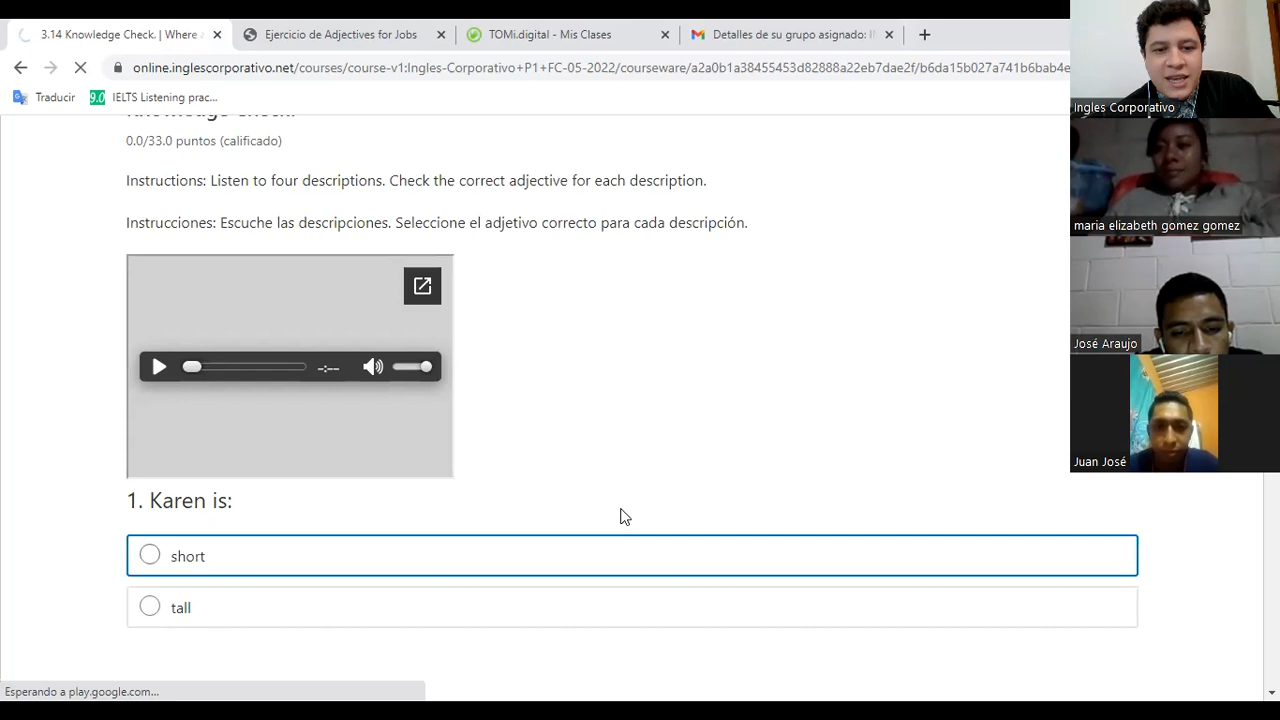 3.14 Knowledge Check. | Where a
Ejercicio de Adjectives for Jobs
TOMi.digital - Mis Clases
Detalles de su grupo asignado: I
online.inglescorporativo.net/courses/course-v1:Ingles-Corporativo+P1+FC-05-2022/courseware/a2a0b1a38455453d82888a22eb7dae2f/b6da15b027a741b6bab4e
Traducir
9.0 IELTS Listening prac...
Knowledge Check.
0.0/33.0 puntos (calificado)
Instructions: Listen to four descriptions. Check the correct adjective for each description.
Instrucciones: Escuche las descripciones. Seleccione el adjetivo correcto para cada descripción.
-:--
1. Karen is:
short
tall
Esperando a play.google.com...
Ingles Corporativo
maria elizabeth gomez gomez
José Araujo
Juan José